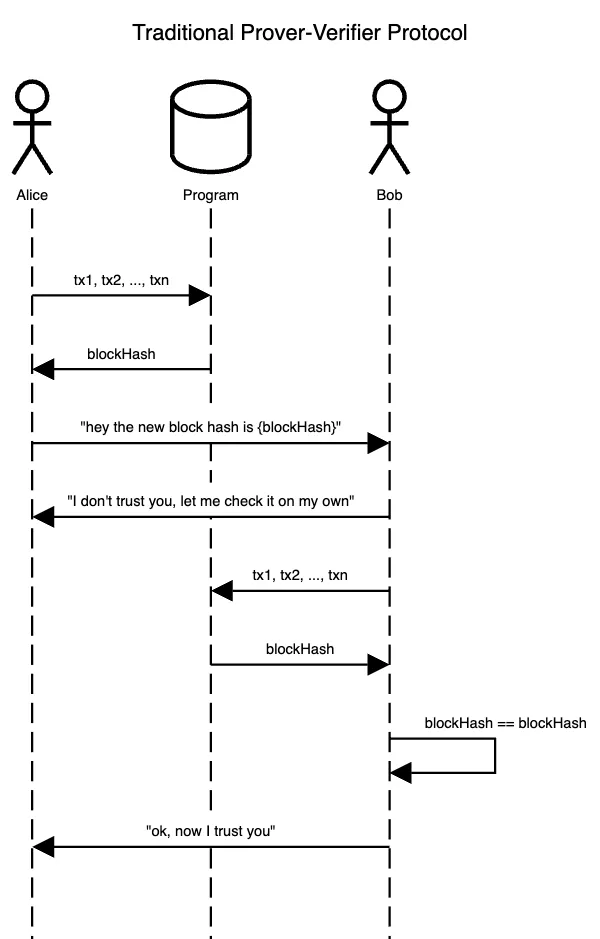 Traditional Prover-Verifier Protocol
Alice
Program
Bob
tx1, tx2, ..., txn
blockHash
"hey the new block hash is {blockHash}"
"I don't trust you, let me check it on my own"
tx1, tx2, ..., txn
blockHash
blockHash == blockHash
"ok, now I trust you"